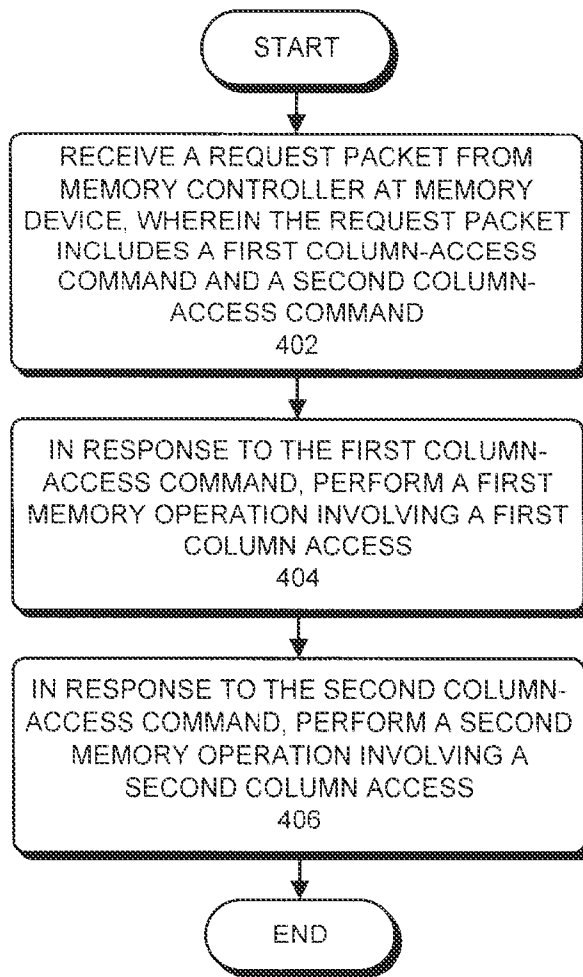 START
RECEIVE A REQUEST PACKET FROM
MEMORY CONTROLLER AT MEMORY
DEVICE, WHEREIN THE REQUEST PACKET
INCLUDES A FIRST COLUMN-ACCESS
COMMAND AND A SECOND COLUMN-
ACCESS COMMAND
402
IN RESPONSE TO THE FIRST COLUMN-
ACCESS COMMAND, PERFORM A FIRST
MEMORY OPERATION INVOLVING A FIRST
COLUMN ACCESS
404
IN RESPONSE TO THE SECOND COLUMN-
ACCESS COMMAND, PERFORM A SECOND
MEMORY OPERATION INVOLVING A
SECOND COLUMN ACCESS
406
END